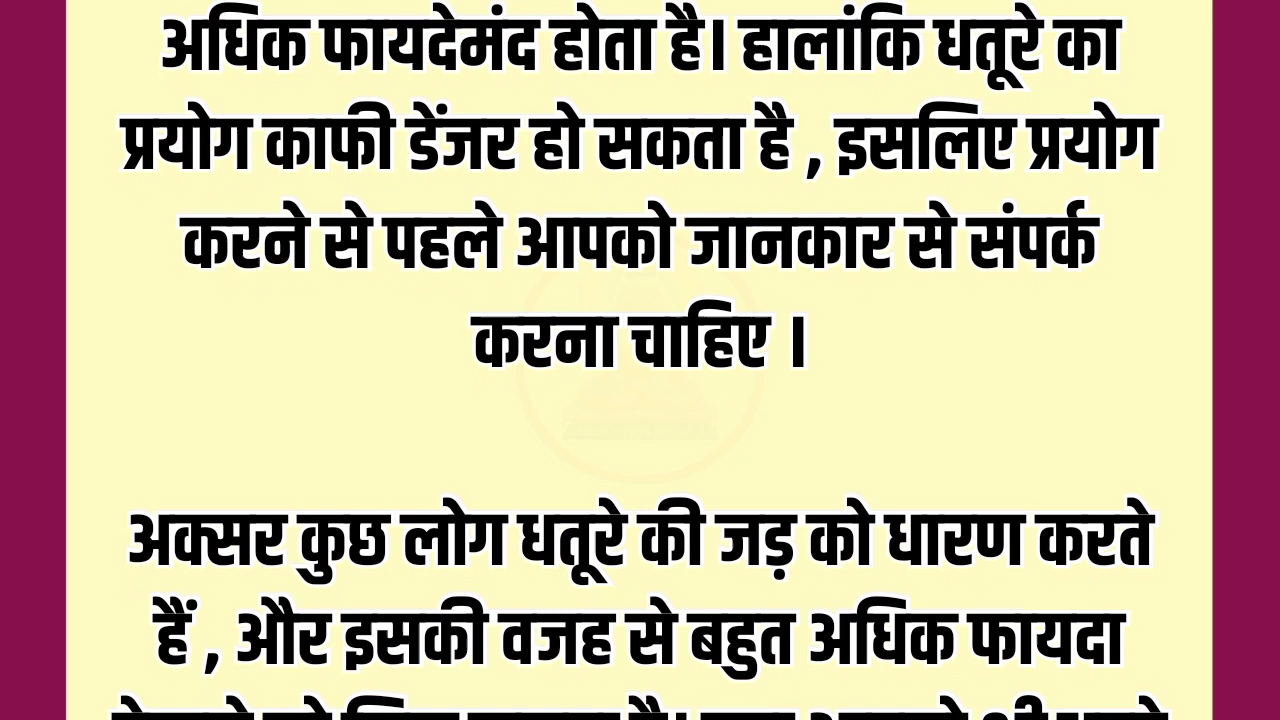 अधिक फायदेमंद होता है। हालांकि धतूरे का
प्रयोग काफी डेंजर हो सकता है , इसलिए प्रयोग
करने से पहले आपको जानकार से संपर्क
करना चाहिए ।
अक्सर कुछ लोग धतूरे की जड़ को धारण करते
हैं , और इसकी वजह से बहुत अधिक फायदा